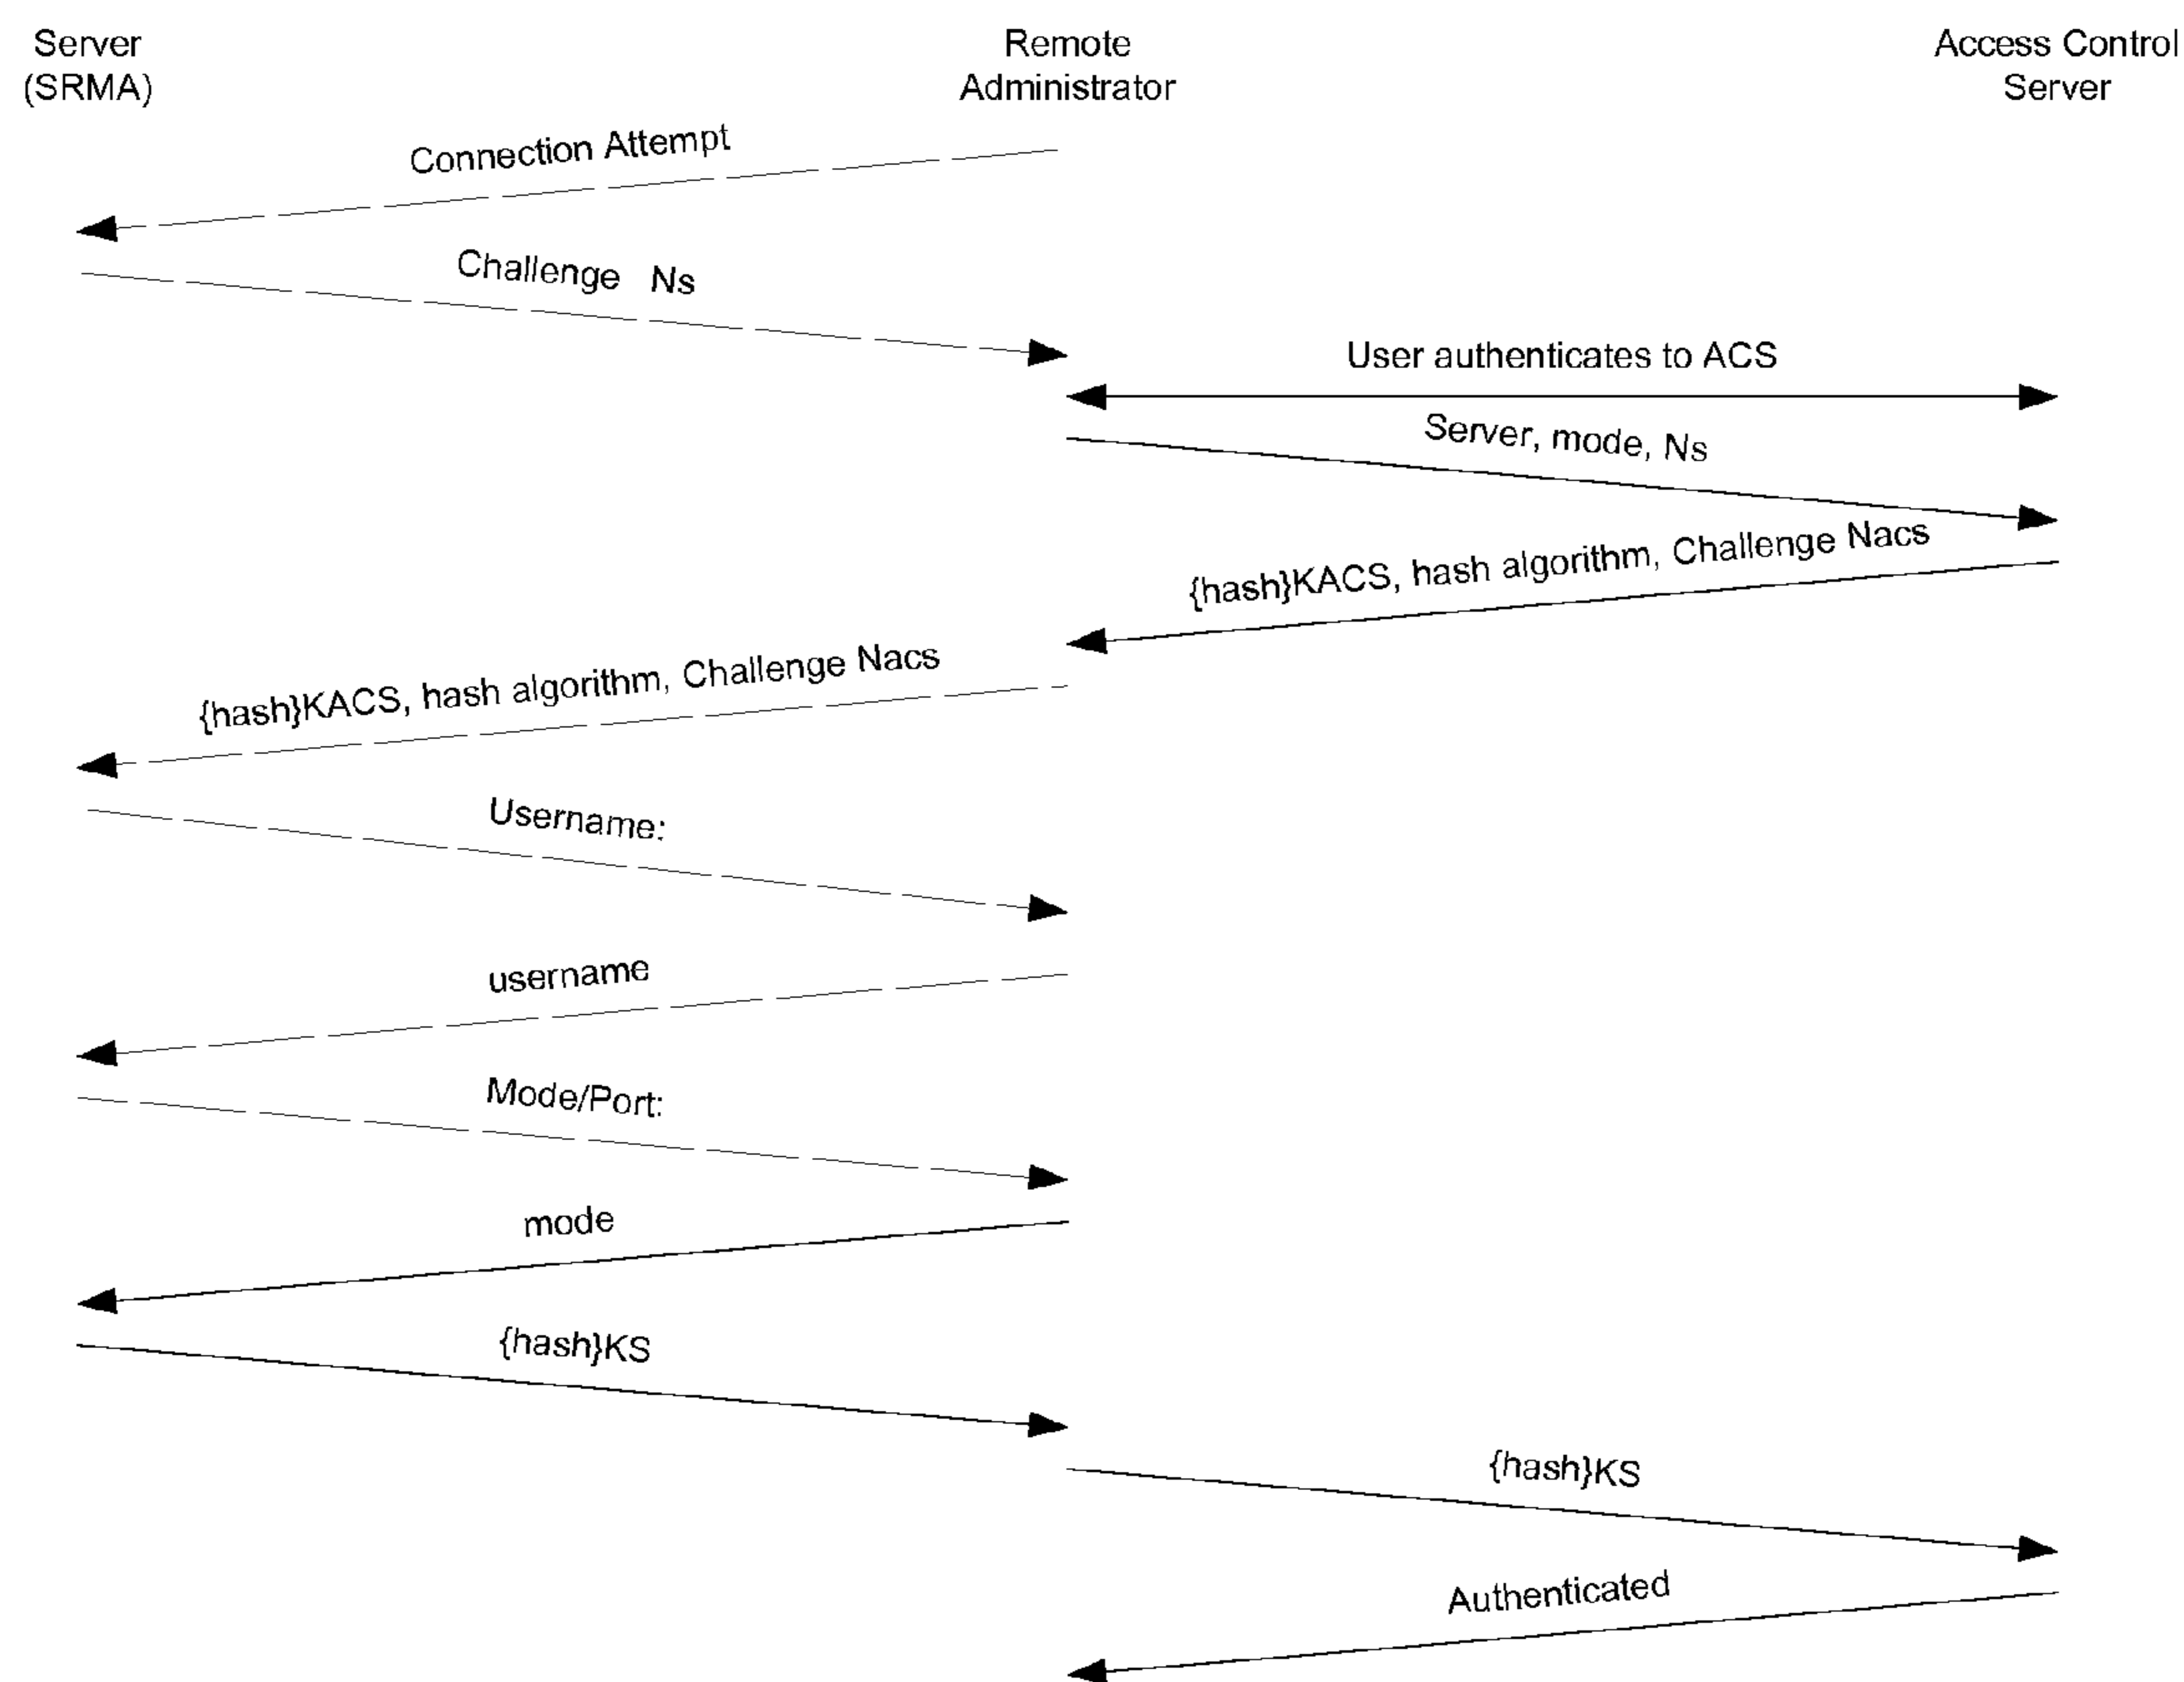 Server
(SRMA)
Remote
Administrator
Access Control
Server
Connection Attempt
Challenge Ns
User authenticates to ACS
Server, mode, Ns
{hash}KACS, hash algorithm, Challenge Nacs
{hash}KACS, hash algorithm, Challenge Nacs
Username:
username
Mode/Port:
mode
{hash}KS
{hash}KS
Authenticated